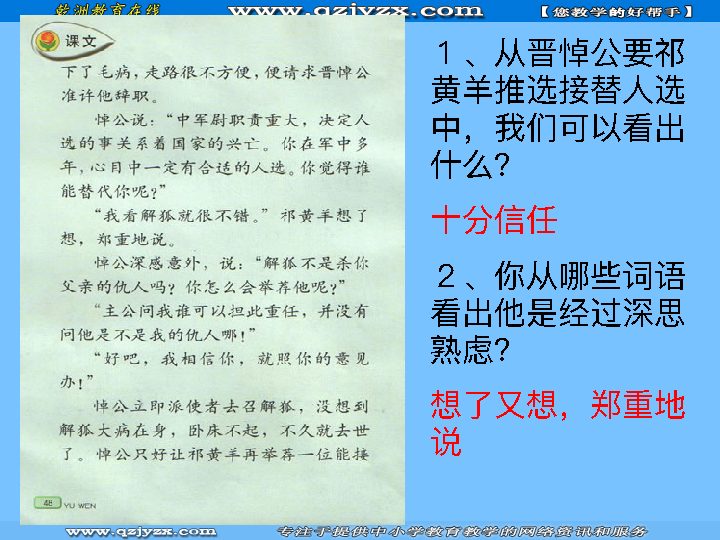 乾洲教育在线 www.qzjyzx.com 【您教学的好帮手】
课文
下了毛病，走路很不方便，便请求晋悼公
准许他辞职。
悼公说：“中军尉职责重大，决定人
选的事关系着国家的兴亡。你在军中多
年，心目中一定有合适的人选。你觉得谁
能替代你呢？”
“我看解狐就很不错。”祁黄羊想了
想，郑重地说。
悼公深感意外，说：“解狐不是杀你
父亲的仇人吗？你怎么会举荐他呢？”
“主公问我谁可以担此重任，并没有
问他是不是我的仇人哪！”
“好吧，我相信你，就照你的意见
办！”
悼公立即派使者去召解狐，没想到
解狐大病在身，卧床不起，不久就去世
了。悼公只好让祁黄羊再举荐一位能接
48 YU WEN
１、从晋悼公要祁
黄羊推选接替人选
中，我们可以看出
什么？
十分信任
２、你从哪些词语
看出他是经过深思
熟虑？
想了又想，郑重地
说
www.qzjyzx.com 专注于提供中小学教育教学的网络资讯和服务